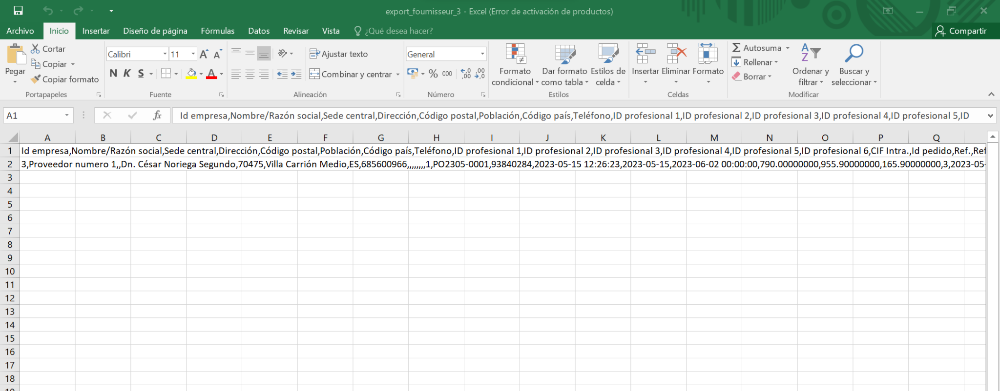 export_fournisseur_3 - Excel (Error de activación de productos)
Archivo Inicio Insertar Diseño de página Fórmulas Datos Revisar Vista ¿Qué desea hacer? Compartir
Pegar
Cortar
Copiar
Copiar formato
Portapapeles
Calibri 11 A A
N K S A
Fuente
Ajustar texto
Combinar y centrar
Alineación
General
% 000 ,0 ,00 ,00 ,0
Número
Formato condicional
Dar formato como tabla
Estilos de celda
Estilos
Insertar Eliminar Formato
Celdas
Σ Autosuma
Rellenar
Borrar
Ordenar y filtrar
Buscar y seleccionar
Modificar
A1 fx Id empresa,Nombre/Razón social,Sede central,Dirección,Código postal,Población,Código país,Teléfono,ID profesional 1,ID profesional 2,ID profesional 3,ID profesional 4,ID profesional 5,ID
A B C D E F G H I J K L M N O P Q
1 Id empresa,Nombre/Razón social,Sede central,Dirección,Código postal,Población,Código país,Teléfono,ID profesional 1,ID profesional 2,ID profesional 3,ID profesional 4,ID profesional 5,ID profesional 6,CIF Intra.,Id pedido,Ref.,Ref
2 3,Proveedor numero 1,,Dn. César Noriega Segundo,70475,Villa Carrión Medio,ES,685600966,,,,,,,,1,PO2305-0001,93840284,2023-05-15 12:26:23,2023-05-15,2023-06-02 00:00:00,790.00000000,955.90000000,165.90000000,3,2023-05-
3
4
5
6
7
8
9
10
11
12
13
14
15
16
17
18